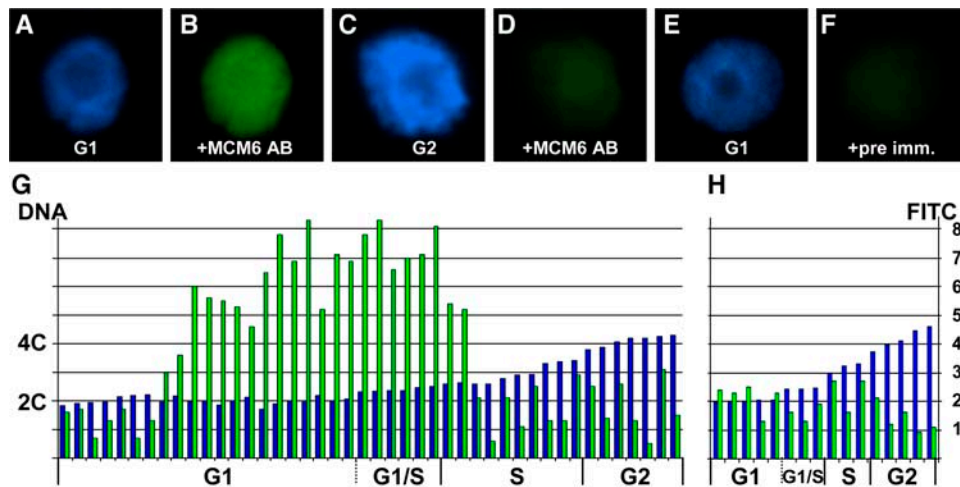 A B C D E F
G1 +MCM6 AB G2 +MCM6 AB G1 +pre imm.
G H
DNA FITC
8
7
6
5
4C 4
3
2C 2
1
G1 G1/S S G2 G1 G1/S S G2